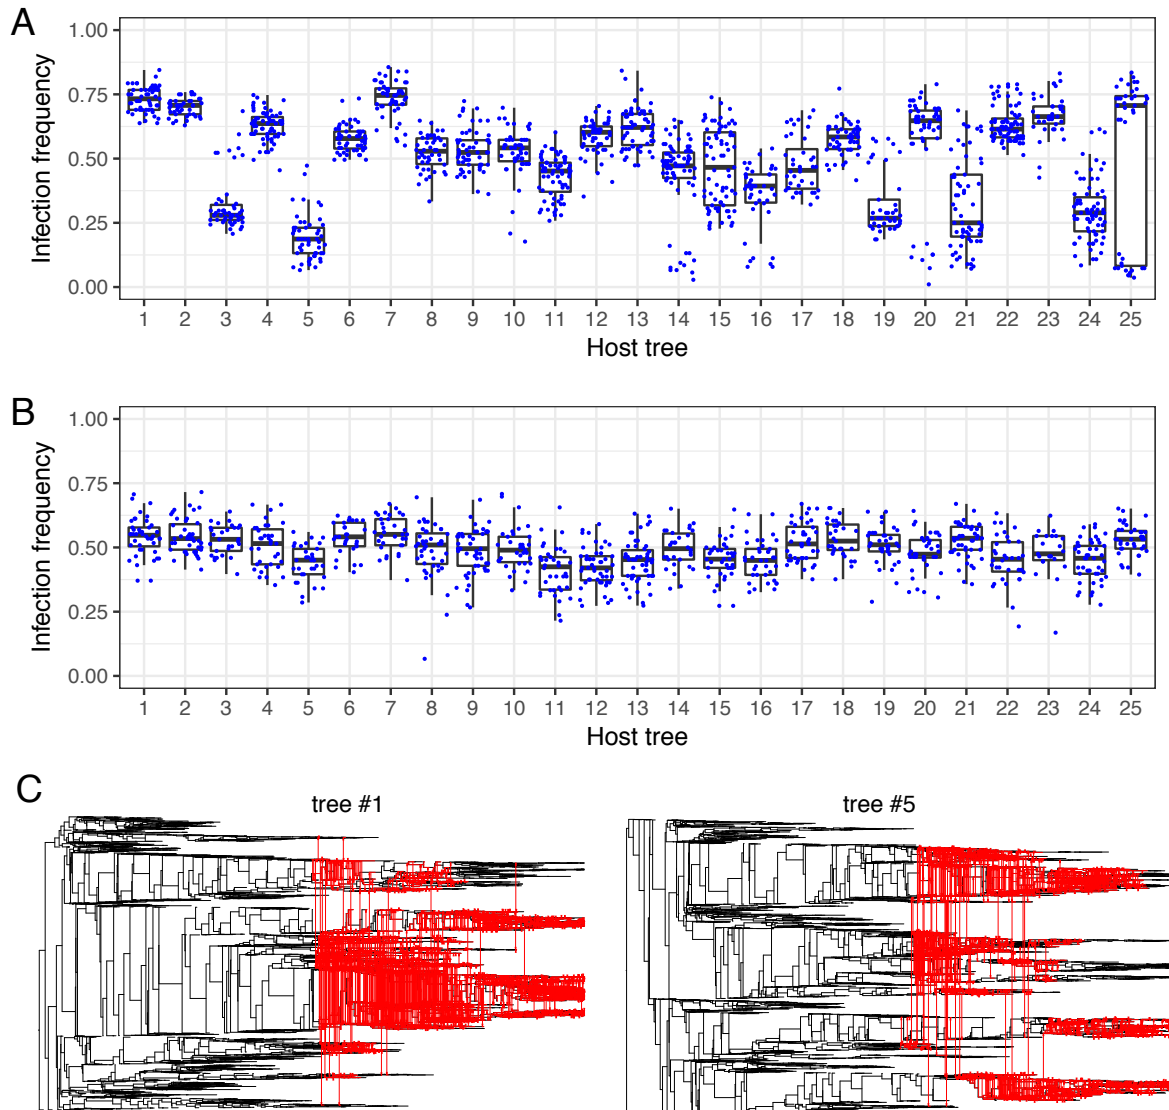 A
Infection frequency
1.00
0.75
0.50
0.25
0.00
1 2 3 4 5 6 7 8 9 10 11 12 13 14 15 16 17 18 19 20 21 22 23 24 25
Host tree
B
Infection frequency
1.00
0.75
0.50
0.25
0.00
1 2 3 4 5 6 7 8 9 10 11 12 13 14 15 16 17 18 19 20 21 22 23 24 25
Host tree
C
tree #1 tree #5